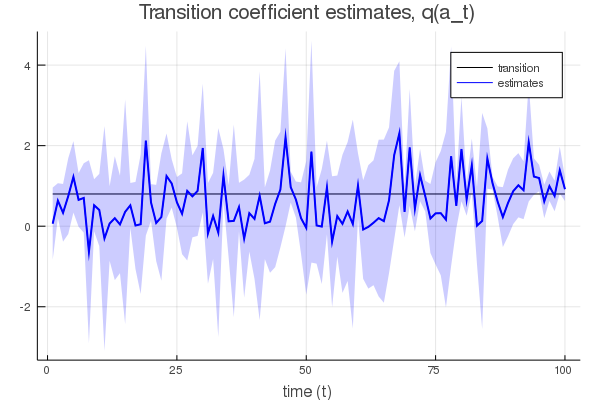 Transition coefficient estimates, q(a_t)
transition
estimates
4
2
0
-2
0
25
50
75
100
time (t)